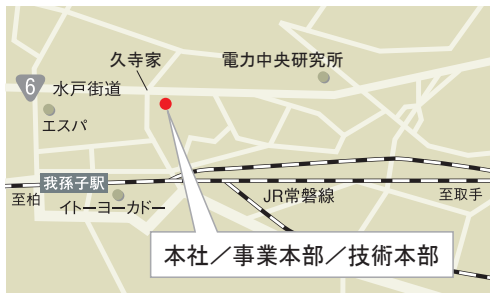 久寺家
電力中央研究所
6
水戸街道
エスパ
我孫子駅
至柏
イトーヨーカドー
JR常磐線
至取手
本社／事業本部／技術本部